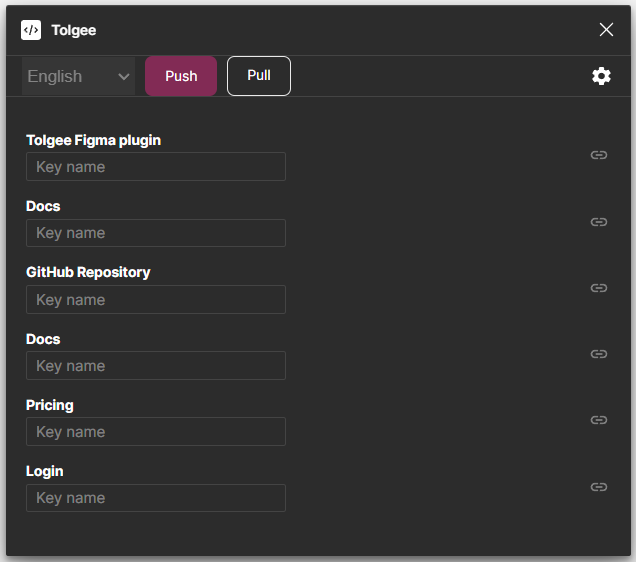 Tolgee
English
Push
Pull
Tolgee Figma plugin
Key name
Docs
Key name
GitHub Repository
Key name
Docs
Key name
Pricing
Key name
Login
Key name